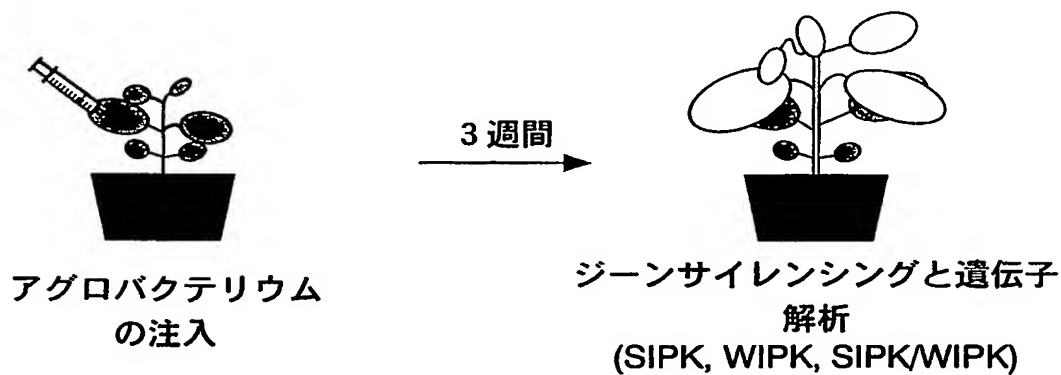 3週間
アグロバクテリウム
の注入
ジーンサイレンシングと遺伝子
解析
(SIPK, WIPK, SIPK/WIPK)